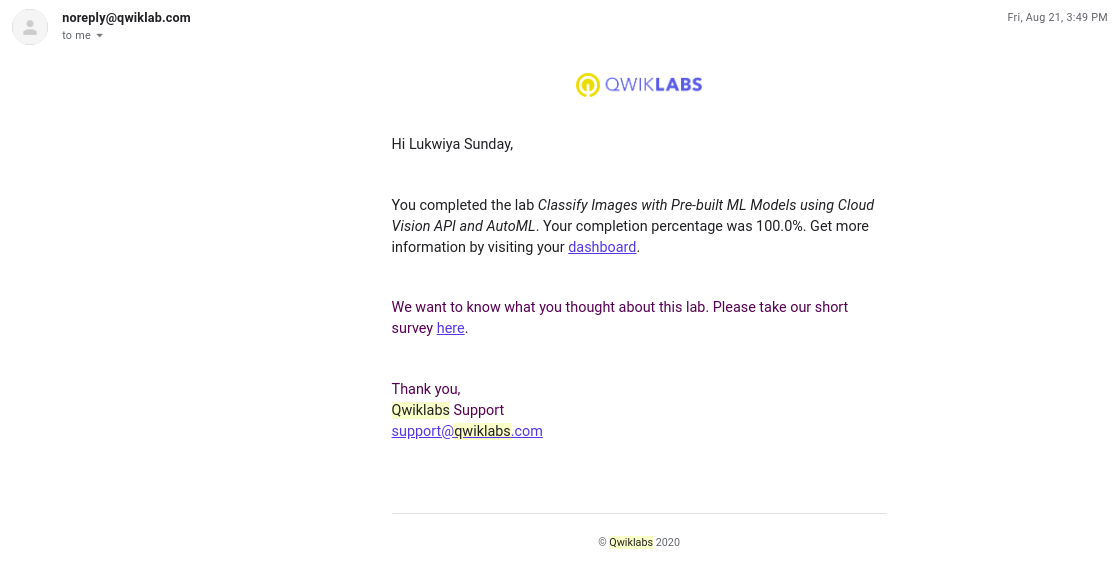 noreply@qwiklab.com
Fri, Aug 21, 3:49 PM
to me
QWIKLABS
Hi Lukwiya Sunday,
You completed the lab Classify Images with Pre-built ML Models using Cloud
Vision API and AutoML. Your completion percentage was 100.0%. Get more
information by visiting your dashboard.
We want to know what you thought about this lab. Please take our short
survey here.
Thank you,
Qwiklabs Support
support@qwiklabs.com
© Qwiklabs 2020